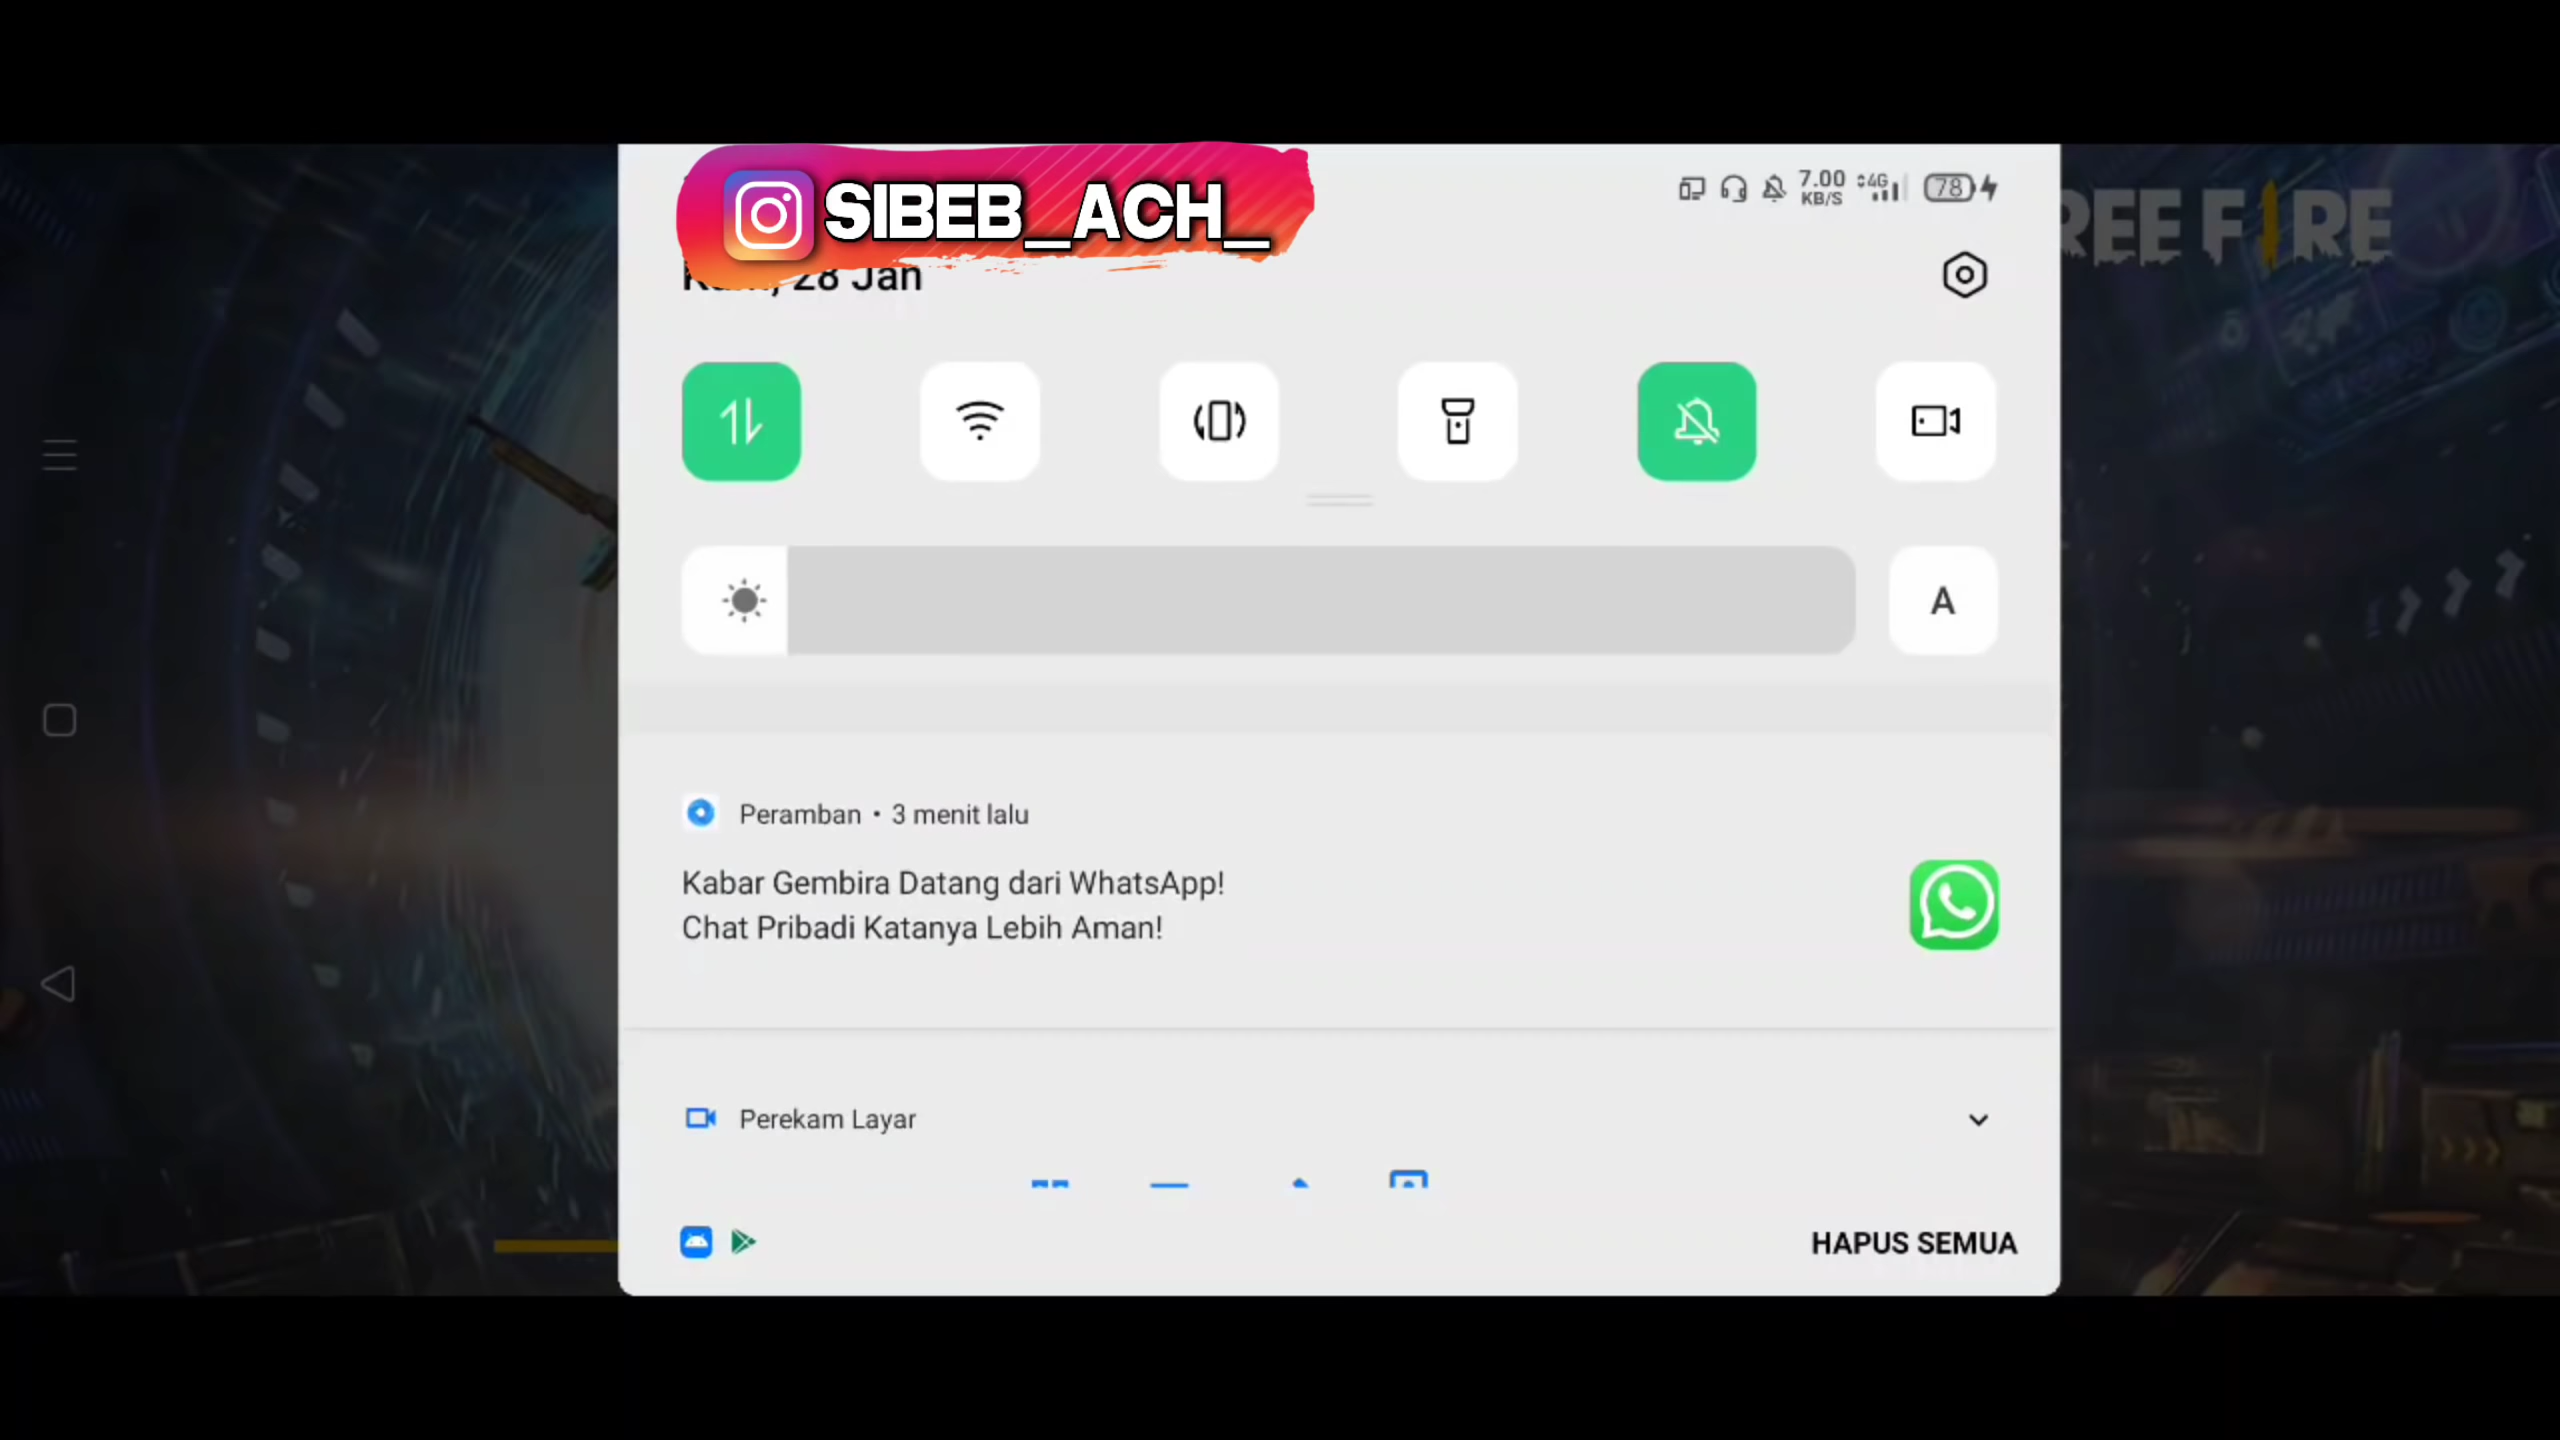 SIBEB_ACH_
7.00
KB/S
4G
78
28 Jan
REE FIRE
A
Peramban • 3 menit lalu
Kabar Gembira Datang dari WhatsApp!
Chat Pribadi Katanya Lebih Aman!
Perekam Layar
HAPUS SEMUA